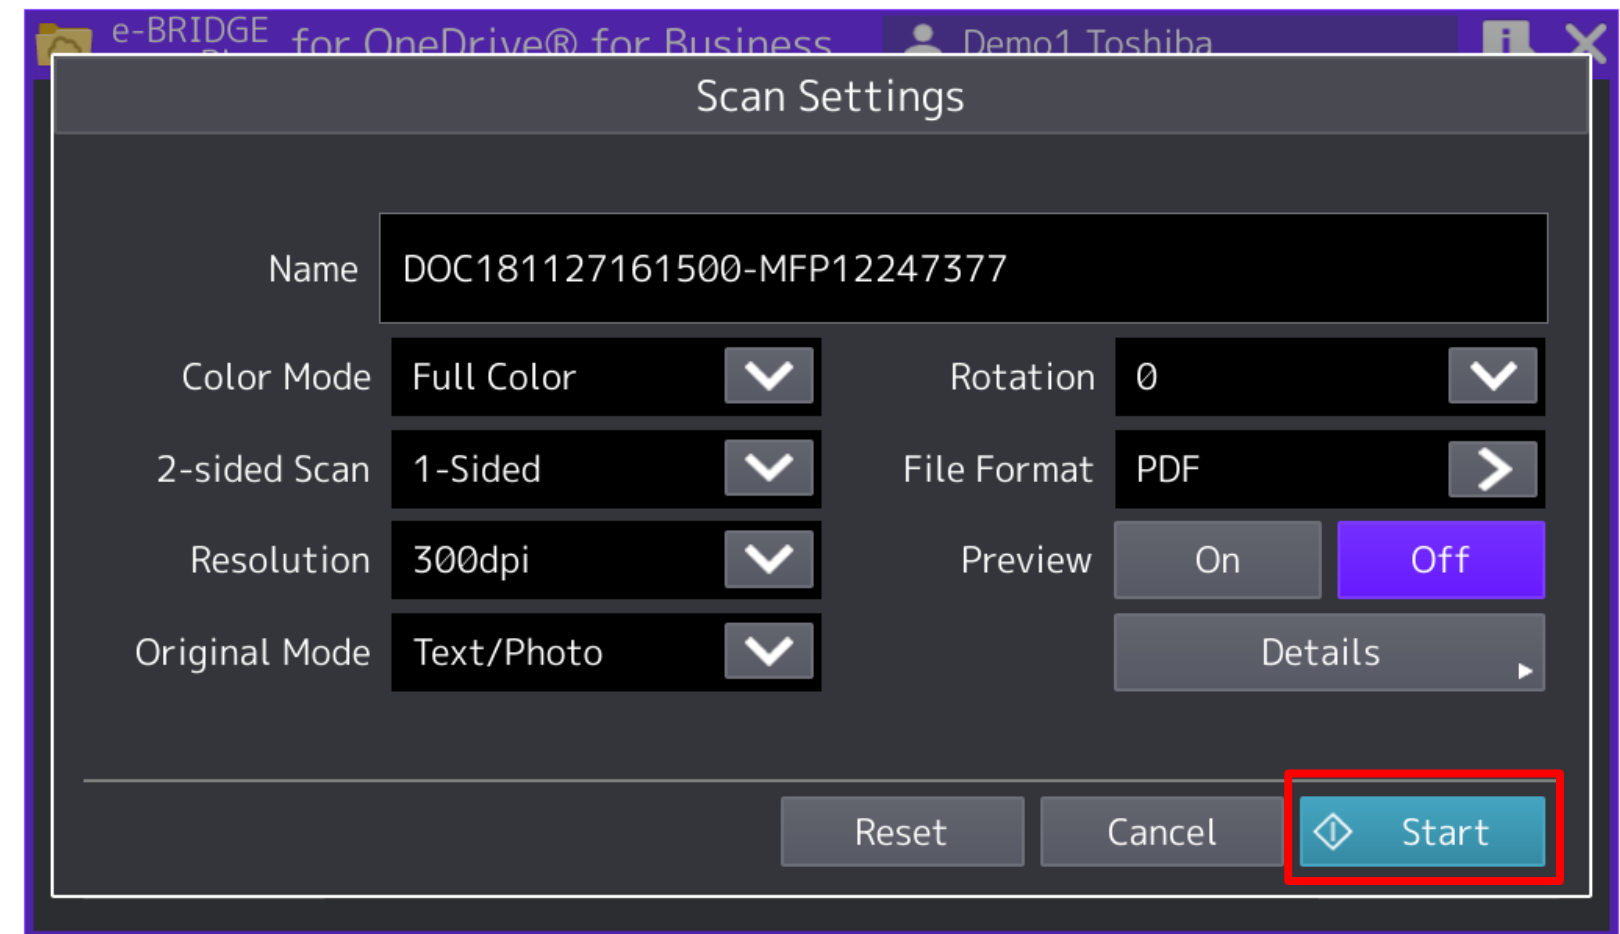 e-BRIDGE
for OneDrive® for Business
Demo1 Toshiba
Scan Settings
Name DOC181127161500-MFP12247377
Color Mode Full Color Rotation 0
2-sided Scan 1-Sided File Format PDF
Resolution 300dpi Preview On Off
Original Mode Text/Photo Details
Reset Cancel Start